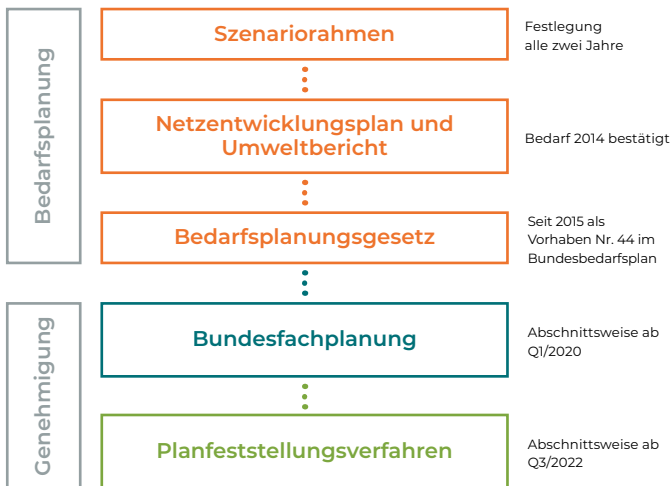 Bedarfsplanung
Szenariorahmen
Festlegung
alle zwei Jahre
Netzentwicklungsplan und
Umweltbericht
Bedarf 2014 bestätigt
Bedarfsplanungsgesetz
Seit 2015 als
Vorhaben Nr. 44 im
Bundesbedarfsplan
Genehmigung
Bundesfachplanung
Abschnittsweise ab
Q1/2020
Planfeststellungsverfahren
Abschnittsweise ab
Q3/2022